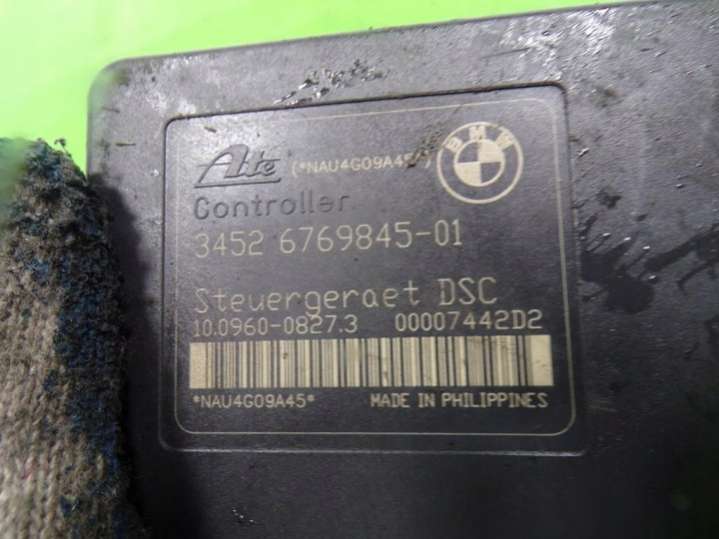 Ate (*NAU4G09A45*) BMW
Controller
3452 6769845-01
Steuergeraet DSC
10.0960-0827.3 00007442D2
*NAU4G09A45* MADE IN PHILIPPINES